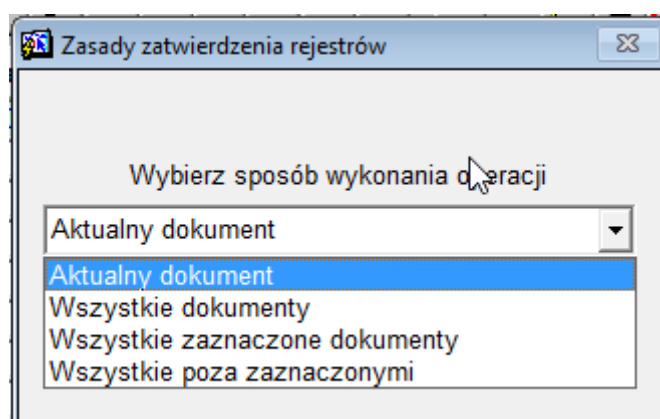 Zasady zatwierdzenia rejestrów
Wybierz sposób wykonania operacji
Aktualny dokument
Aktualny dokument
Wszystkie dokumenty
Wszystkie zaznaczone dokumenty
Wszystkie poza zaznaczonymi